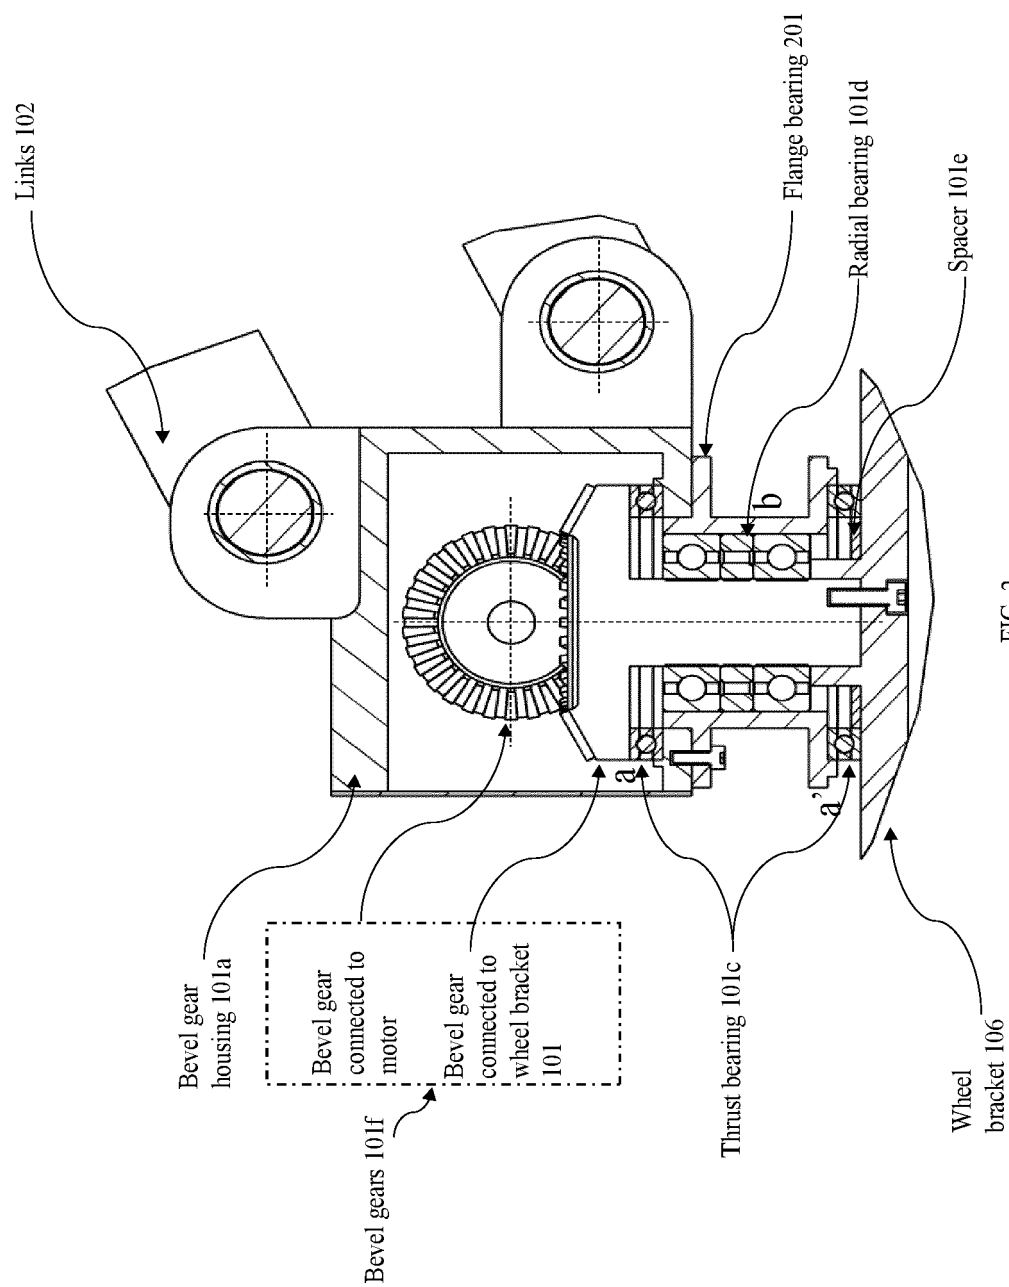 Links 102
Flange bearing 201
Radial bearing 101d
Spacer 101e
Bevel gear
housing 101a
Bevel gear
connected to
motor
Bevel gear
connected to
wheel bracket
101
Bevel gears 101f
Thrust bearing 101c
Wheel
bracket 106
a
a’
b